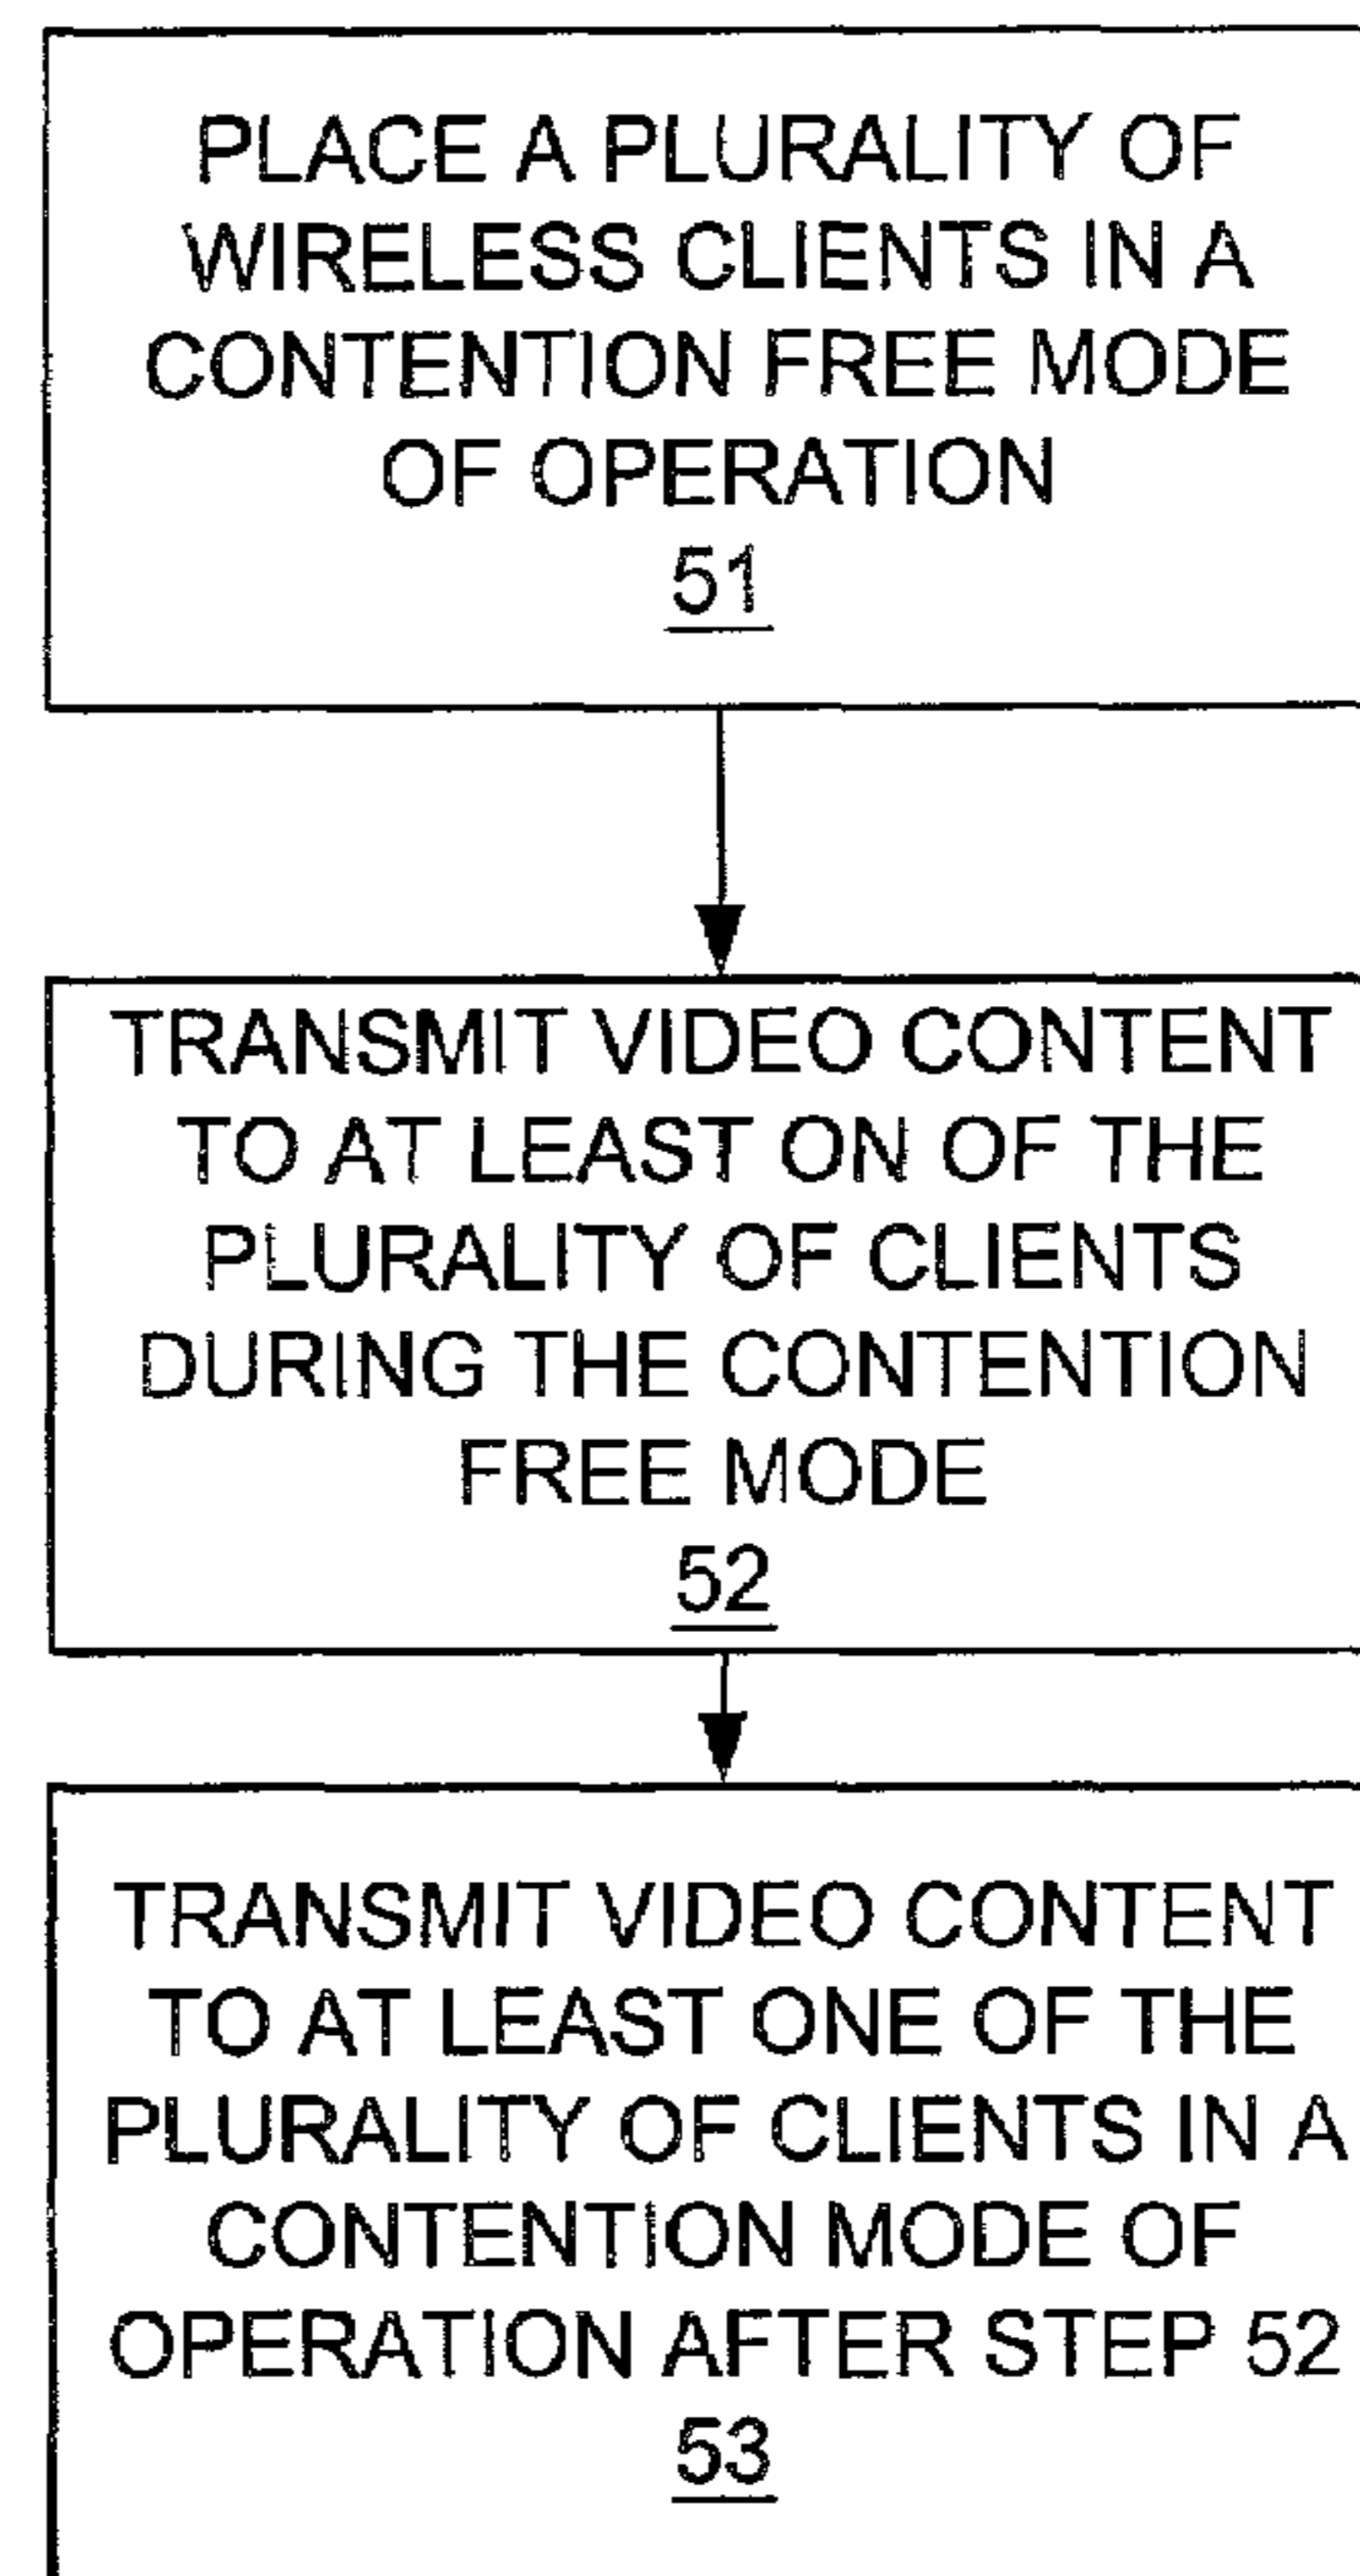 PLACE A PLURALITY OF
WIRELESS CLIENTS IN A
CONTENTION FREE MODE
OF OPERATION
51
TRANSMIT VIDEO CONTENT
TO AT LEAST ON OF THE
PLURALITY OF CLIENTS
DURING THE CONTENTION
FREE MODE
52
TRANSMIT VIDEO CONTENT
TO AT LEAST ONE OF THE
PLURALITY OF CLIENTS IN A
CONTENTION MODE OF
OPERATION AFTER STEP 52
53